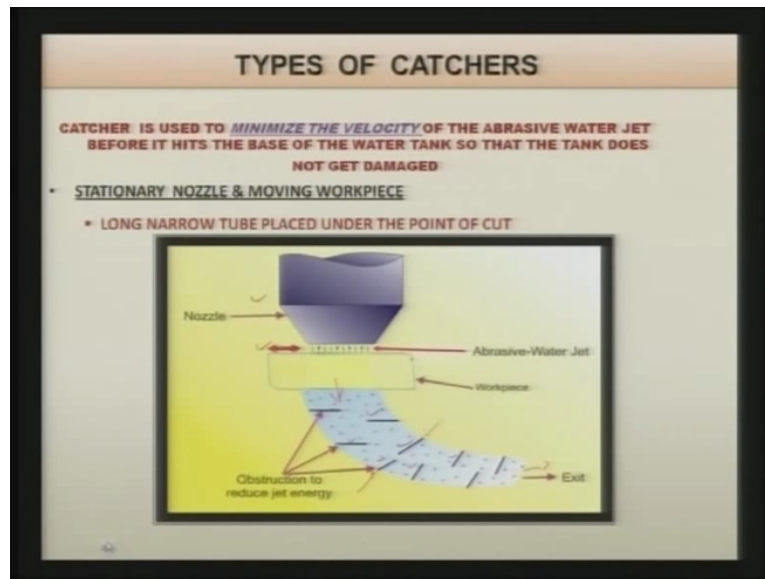 TYPES OF CATCHERS
CATCHER IS USED TO MINIMIZE THE VELOCITY OF THE ABRASIVE WATER JET
BEFORE IT HITS THE BASE OF THE WATER TANK SO THAT THE TANK DOES
NOT GET DAMAGED
• STATIONARY NOZZLE & MOVING WORKPIECE
• LONG NARROW TUBE PLACED UNDER THE POINT OF CUT
Nozzle
Abrasive-Water Jet
Workpiece
Obstruction to
reduce jet energy
Exit